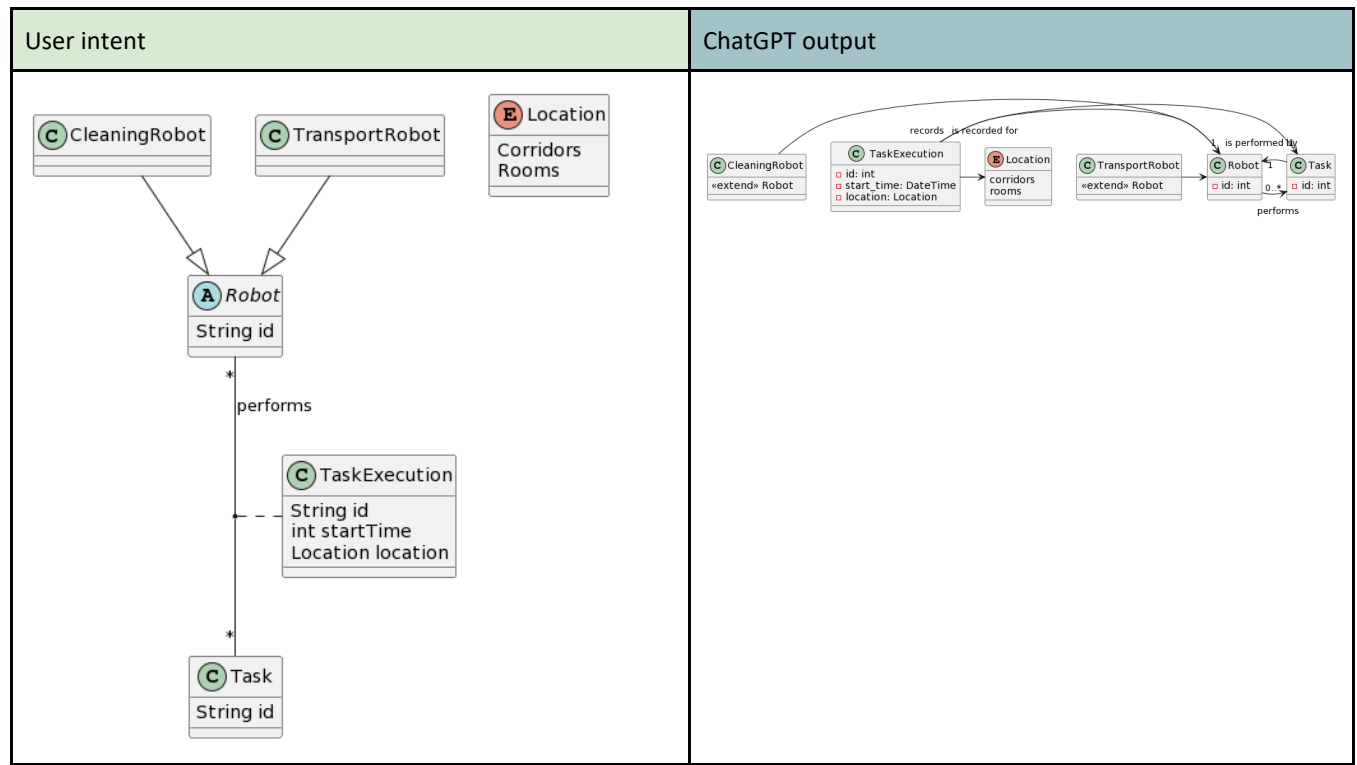 User intent
ChatGPT output
C CleaningRobot
C TransportRobot
E Location
Corridors
Rooms
A Robot
String id
*
performs
C TaskExecution
String id
int startTime
Location location
*
C Task
String id
records is recorded for
1 is performed by
C CleaningRobot
«extend» Robot
C TaskExecution
id: int
start_time: DateTime
location: Location
E Location
corridors
rooms
C TransportRobot
«extend» Robot
C Robot
id: int
1
0..*
C Task
id: int
performs